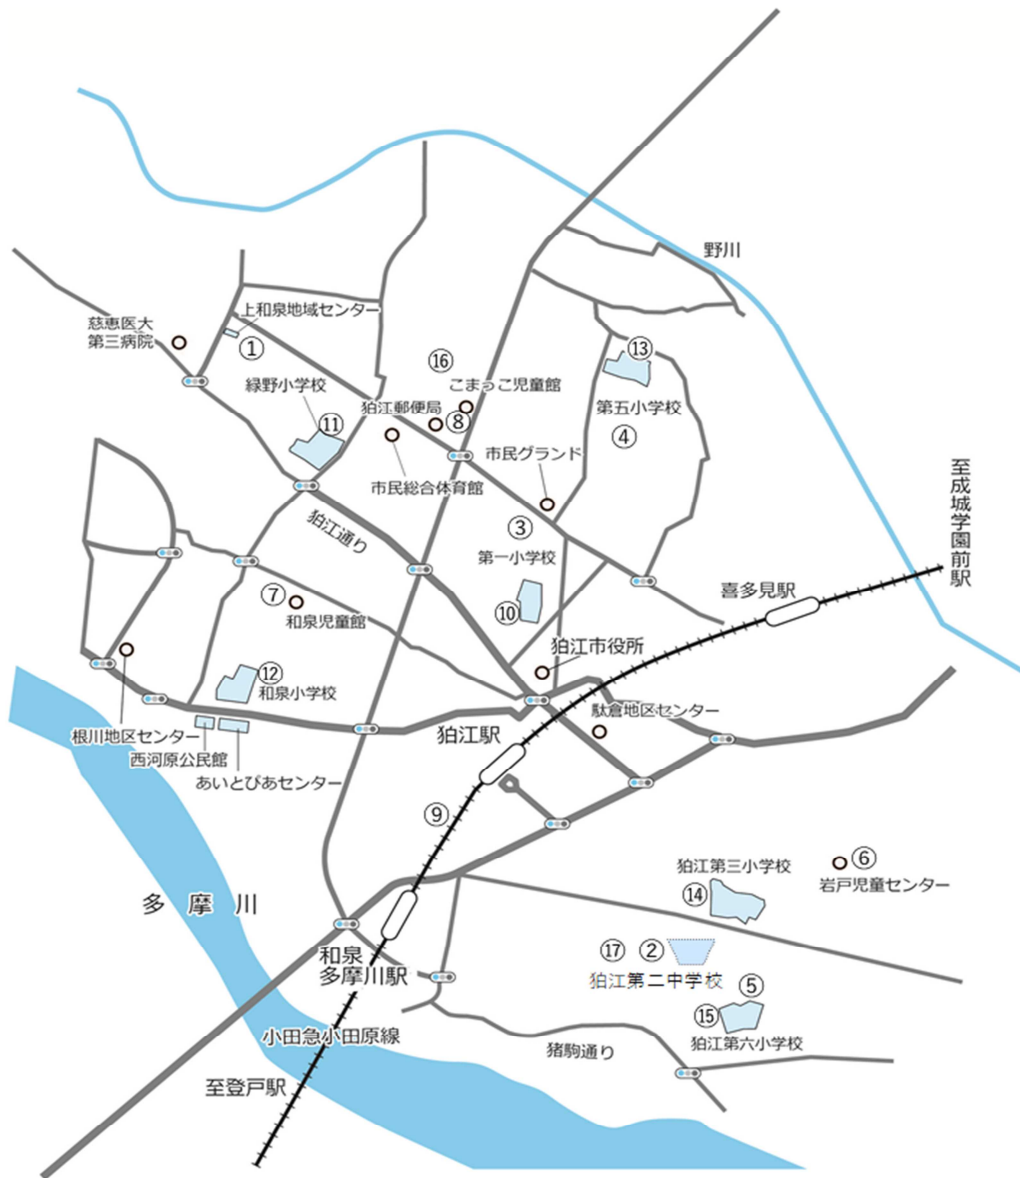 野川
上和泉地域センター
慈恵医大
第三病院
①
⑯
⑬
こまっこ児童館
緑野小学校
狛江郵便局
⑧
第五小学校
⑪
④
市民グランド
市民総合体育館
至成城学園前駅
狛江通り
③
第一小学校
喜多見駅
⑦
和泉児童館
⑩
狛江市役所
⑫
和泉小学校
駄倉地区センター
根川地区センター
狛江駅
西河原公民館
あいとぴあセンター
⑨
狛江第三小学校
⑥
岩戸児童センター
⑭
多摩川
⑰
②
和泉
多摩川駅
狛江第二中学校
⑤
⑮
小田急小田原線
狛江第六小学校
猪駒通り
至登戸駅